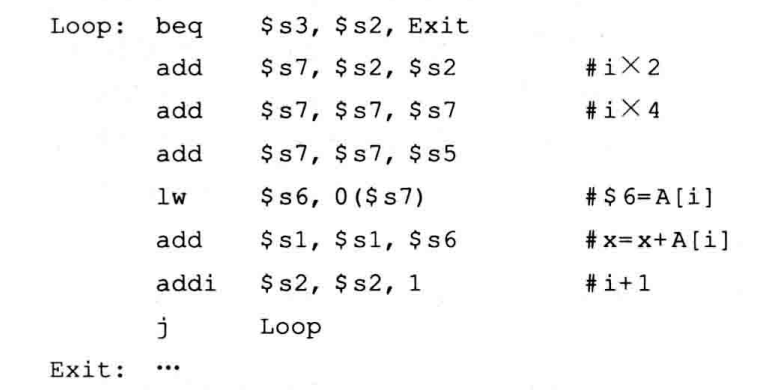 Loop: beq $s3, $s2, Exit
add $s7, $s2, $s2 #i×2
add $s7, $s7, $s7 #i×4
add $s7, $s7, $s5
lw $s6, 0($s7) #$6=A[i]
add $s1, $s1, $s6 #x=x+A[i]
addi $s2, $s2, 1 #i+1
j Loop
Exit: …